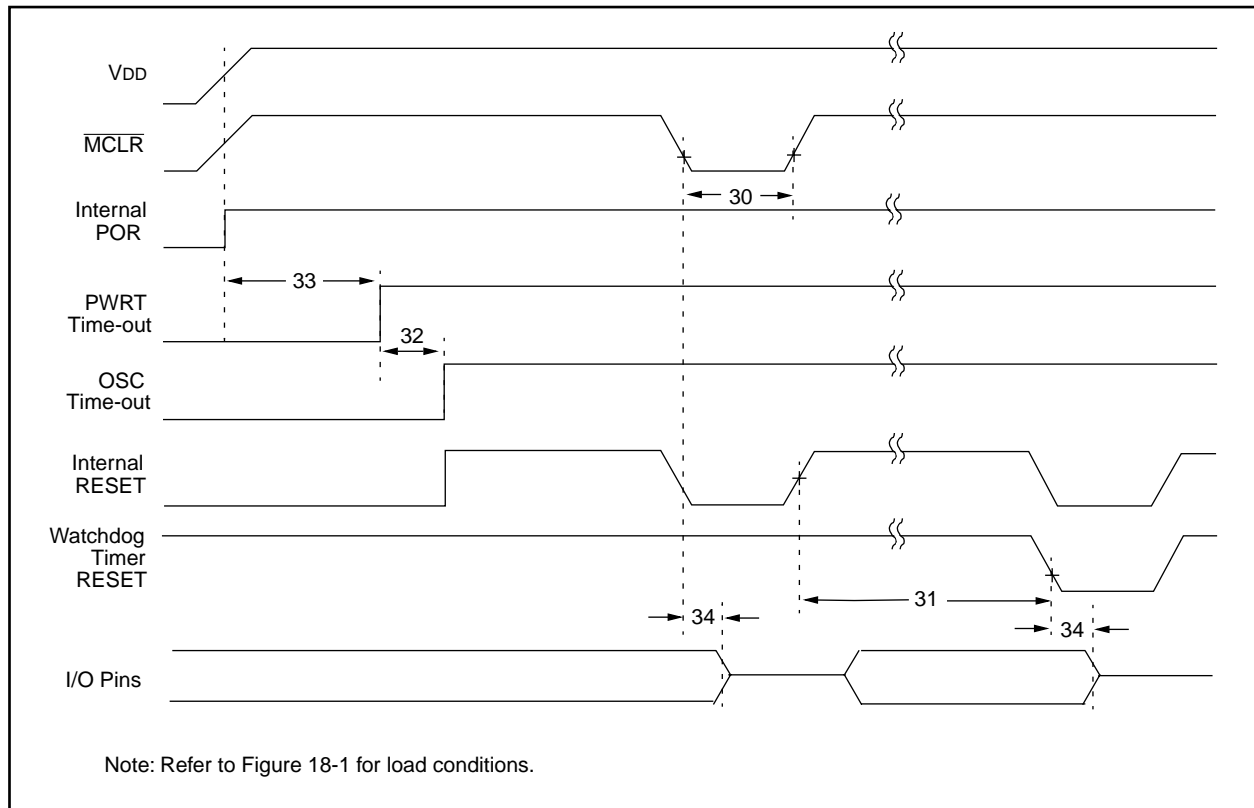 VDD
MCLR
30
Internal
POR
33
PWRT
Time-out
32
OSC
Time-out
Internal
RESET
Watchdog
Timer
RESET
31
34
34
I/O Pins
Note: Refer to Figure 18-1 for load conditions.